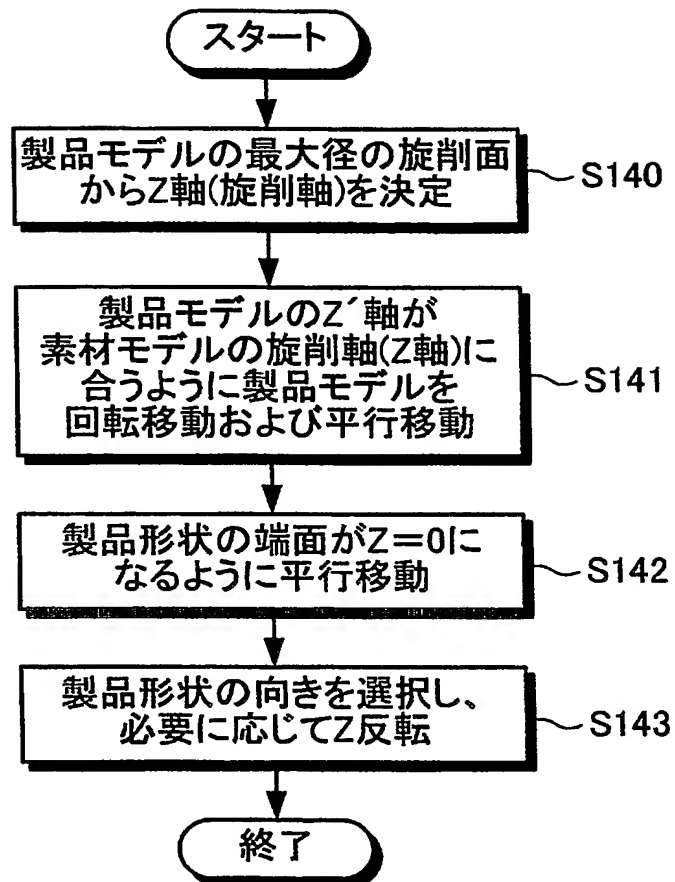 スタート
製品モデルの最大径の旋削面
からZ軸(旋削軸)を決定
S140
製品モデルのZ´軸が
素材モデルの旋削軸(Z軸)に
合うように製品モデルを
回転移動および平行移動
S141
製品形状の端面がZ=0に
なるように平行移動
S142
製品形状の向きを選択し、
必要に応じてZ反転
S143
終了